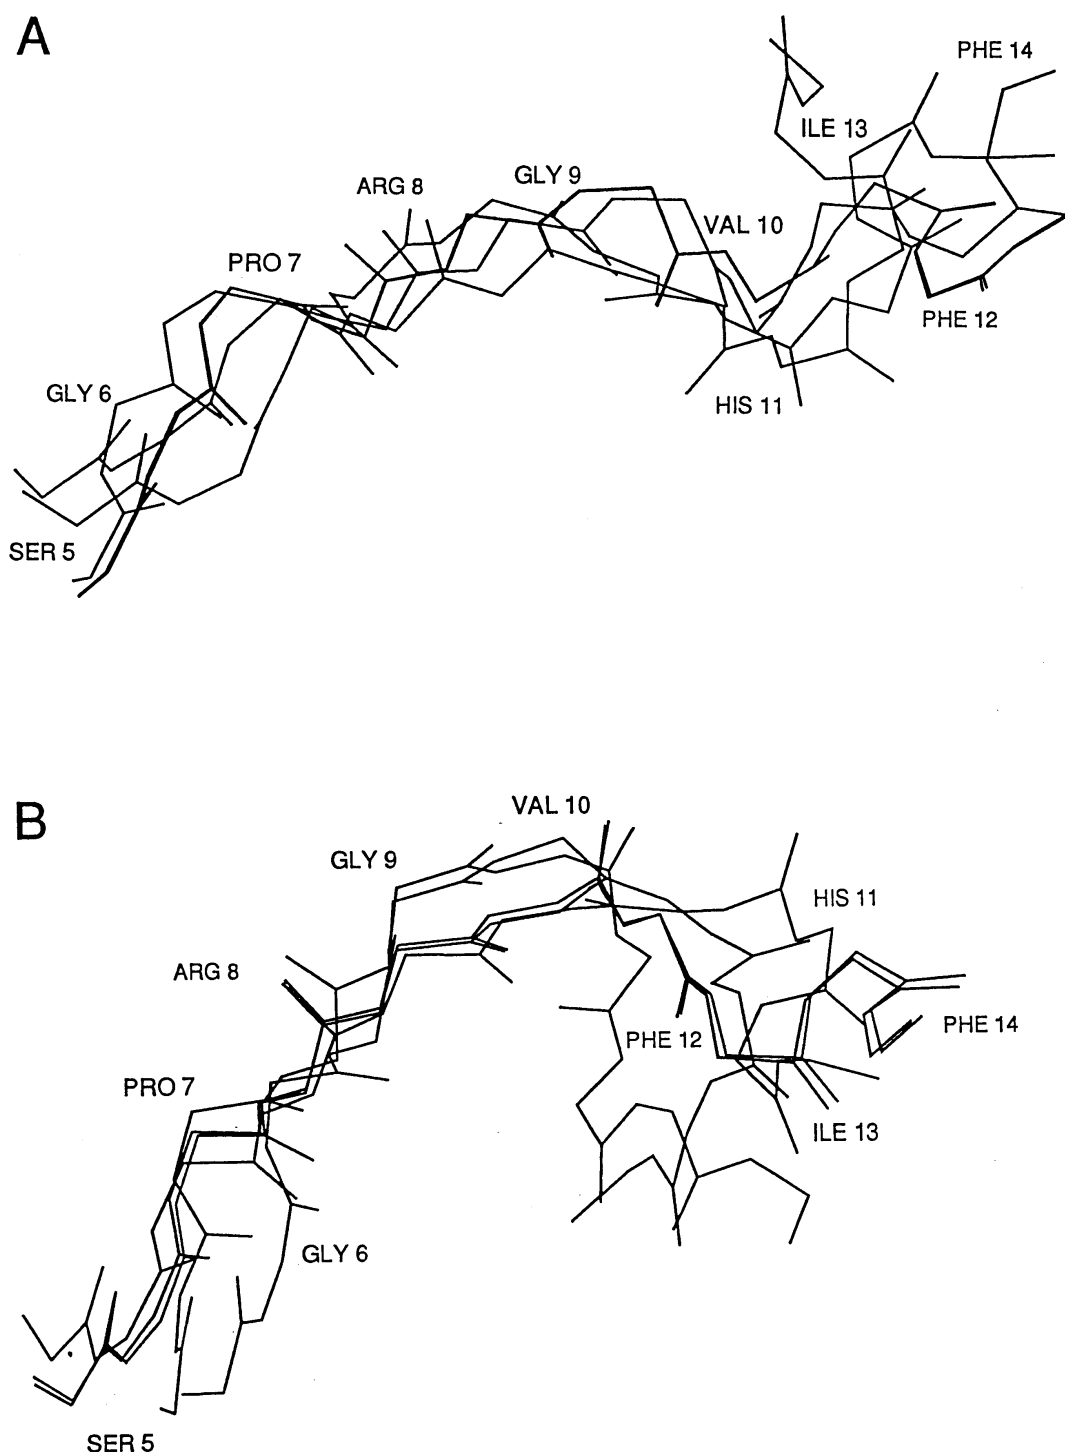 A
PHE 14
ILE 13
GLY 9
ARG 8
VAL 10
PRO 7
PHE 12
GLY 6
HIS 11
SER 5
B
VAL 10
GLY 9
HIS 11
ARG 8
PHE 14
PHE 12
PRO 7
ILE 13
GLY 6
SER 5